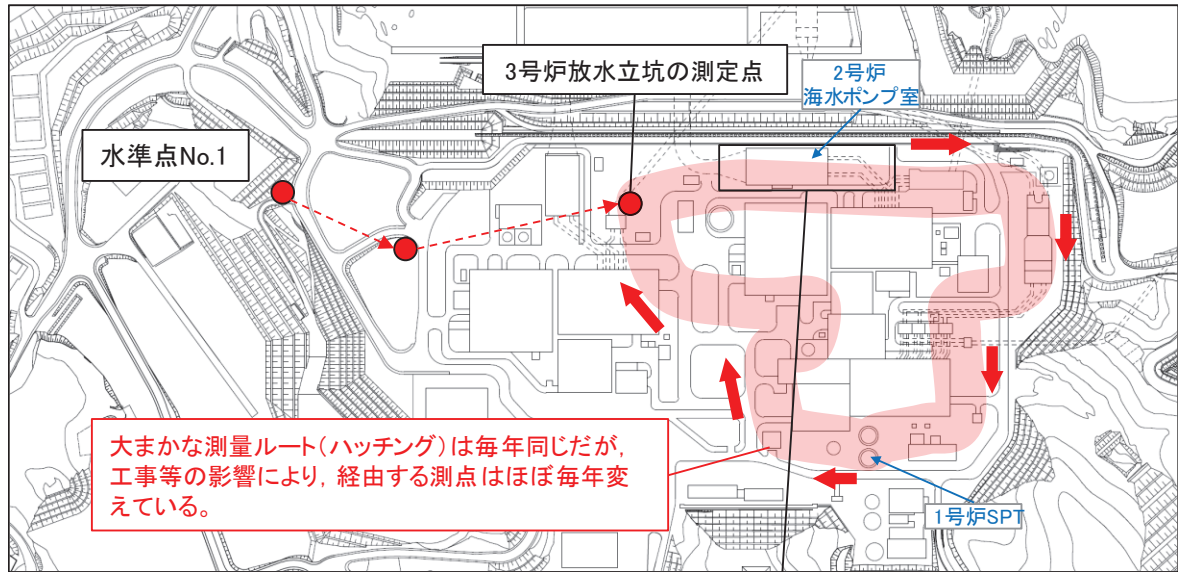 3号炉放水立坑の測定点
2号炉
海水ポンプ室
水準点No.1
大まかな測量ルート(ハッチング)は毎年同じだが,
工事等の影響により, 経由する測点はほぼ毎年変
えている。
1号炉SPT